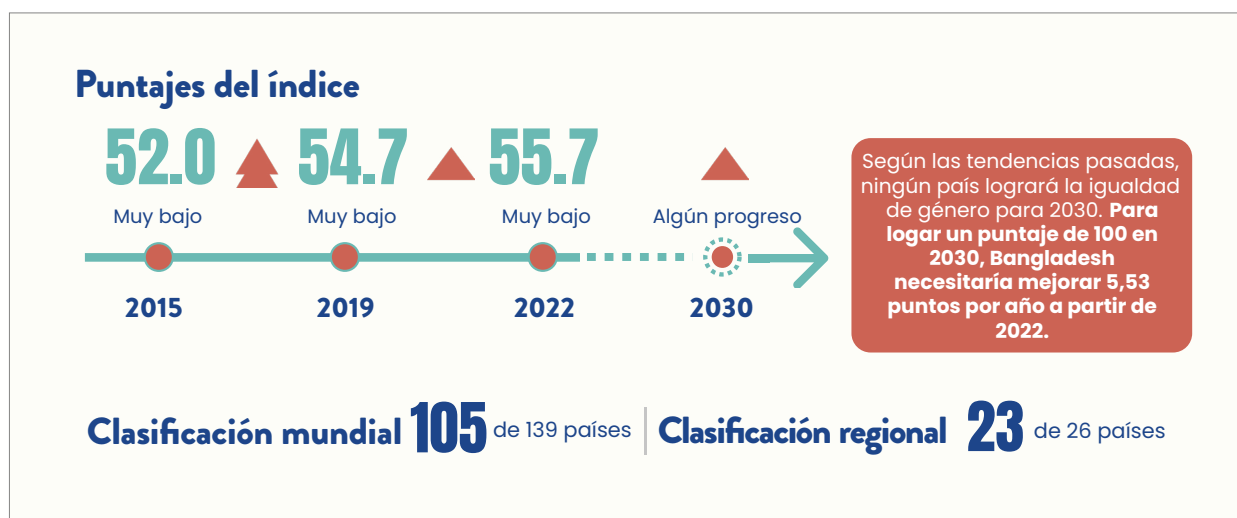 Puntajes del índice
52.0 54.7 55.7
Muy bajo Muy bajo Muy bajo Algún progreso
2015 2019 2022 2030
Según las tendencias pasadas,
ningún país logrará la igualdad
de género para 2030. Para
logar un puntaje de 100 en
2030, Bangladesh
necesitaría mejorar 5,53
puntos por año a partir de
2022.
Clasificación mundial 105 de 139 países
Clasificación regional 23 de 26 países